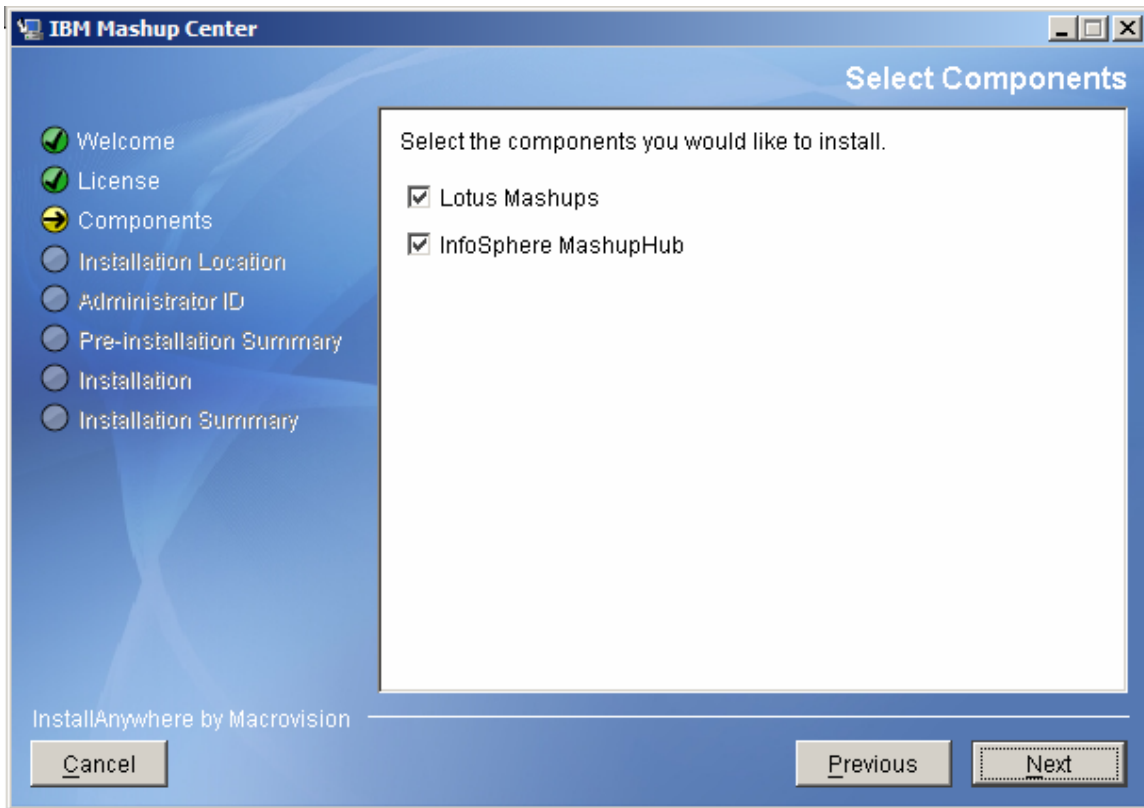 IBM Mashup Center
Select Components
Welcome
License
Components
Installation Location
Administrator ID
Pre-installation Summary
Installation
Installation Summary
Select the components you would like to install.
Lotus Mashups
InfoSphere MashupHub
InstallAnywhere by Macrovision
Cancel
Previous
Next